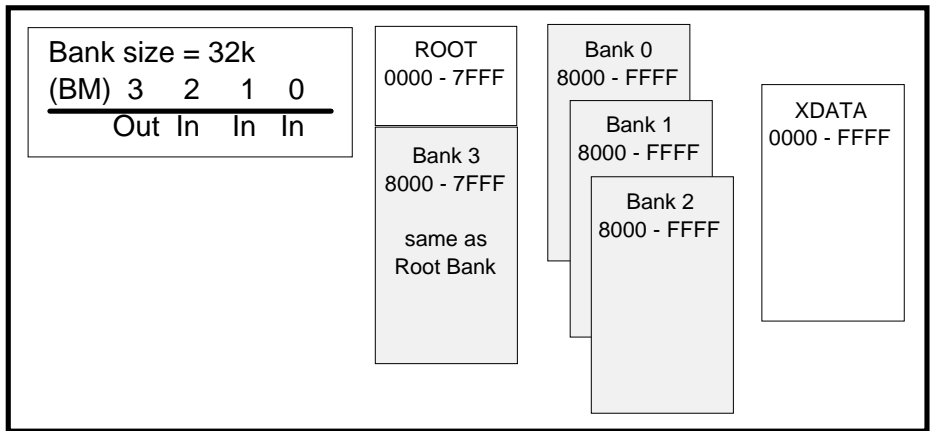 Bank size = 32k
(BM) 3 2 1 0
Out In In In
ROOT
0000 - 7FFF
Bank 3
8000 - 7FFF
same as
Root Bank
Bank 0
8000 - FFFF
Bank 1
8000 - FFFF
Bank 2
8000 - FFFF
XDATA
0000 - FFFF